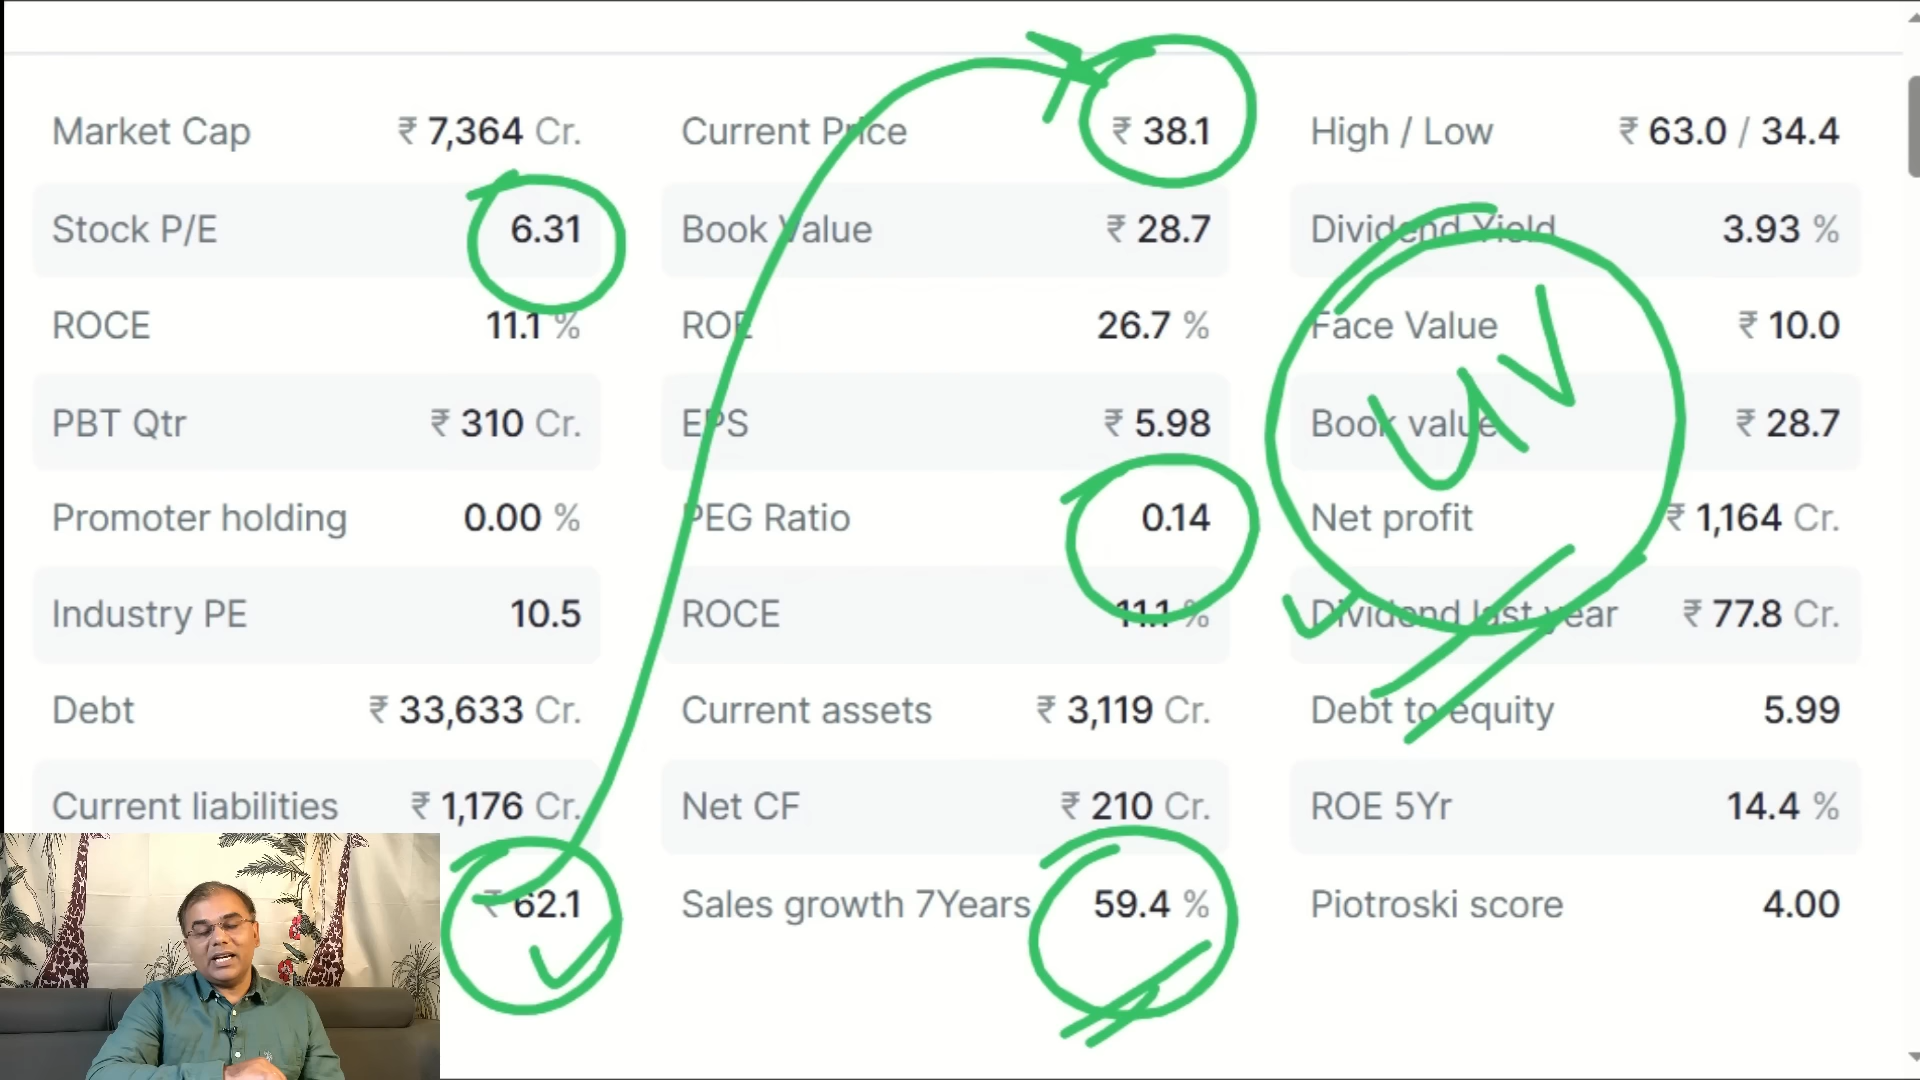 Market Cap ₹ 7,364 Cr. Current Price ₹ 38.1 High / Low ₹ 63.0 / 34.4
Stock P/E 6.31 Book Value ₹ 28.7 Dividend Yield 3.93 %
ROCE 11.1 % ROE 26.7 % Face Value ₹ 10.0
PBT Qtr ₹ 310 Cr. EPS ₹ 5.98 Book value ₹ 28.7
UV
Promoter holding 0.00 % PEG Ratio 0.14 Net profit ₹ 1,164 Cr.
Industry PE 10.5 ROCE 11.1 % Dividend last year ₹ 77.8 Cr.
Debt ₹ 33,633 Cr. Current assets ₹ 3,119 Cr. Debt to equity 5.99
Current liabilities ₹ 1,176 Cr. Net CF ₹ 210 Cr. ROE 5Yr 14.4 %
₹ 62.1 Sales growth 7Years 59.4 % Piotroski score 4.00